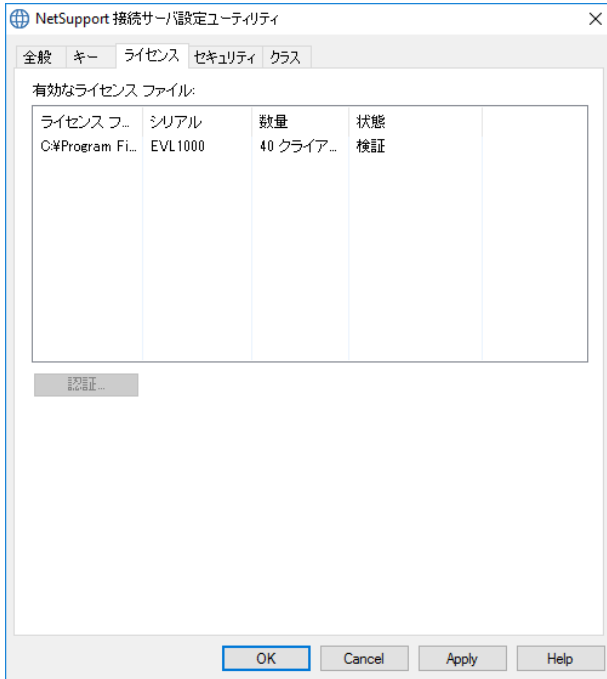 NetSupport 接続サーバ設定ユーティリティ
全般 キー ライセンス セキュリティ クラス
有効なライセンス ファイル:
ライセンス フ... シリアル 数量 状態
C:¥Program Fi... EVL1000 40 クライア... 検証
認証...
OK Cancel Apply Help